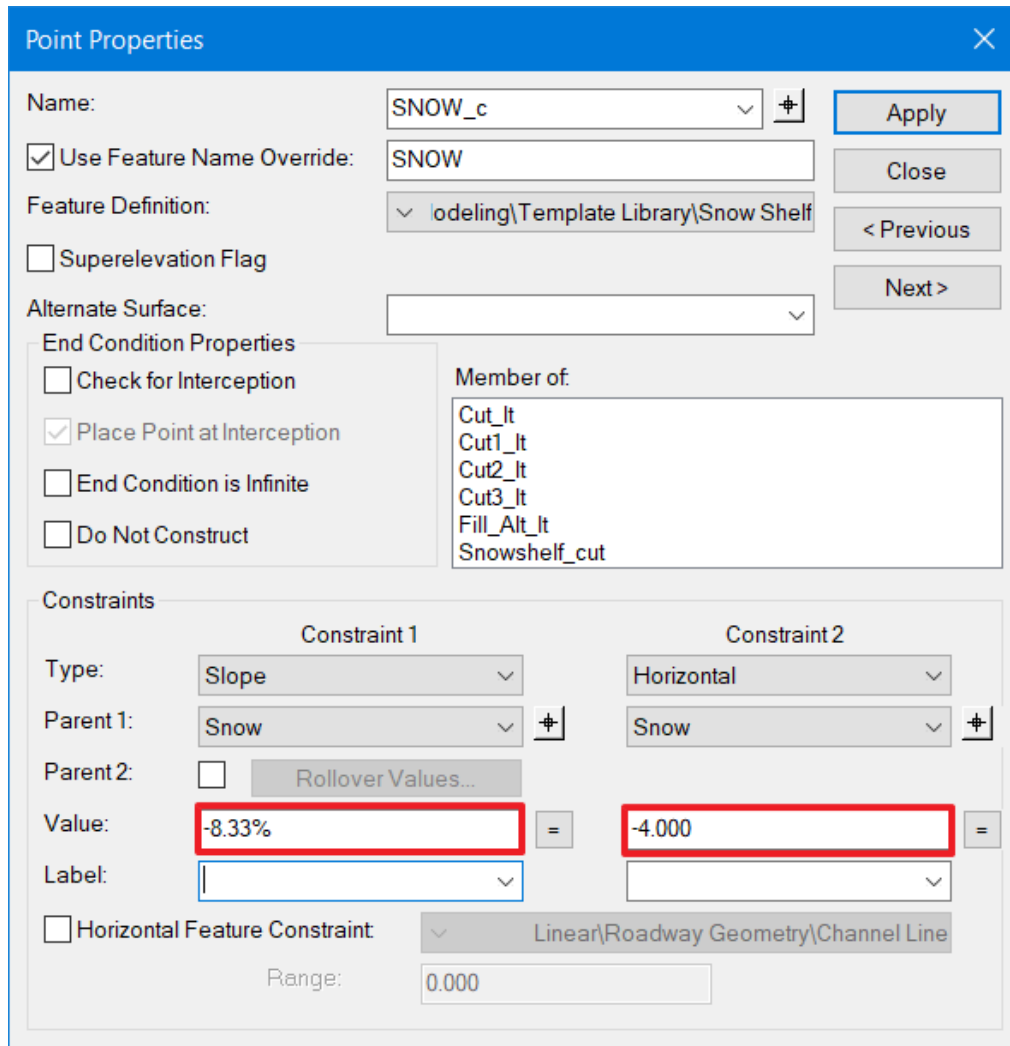 Point Properties
Name:
SNOW_c
Apply
Use Feature Name Override:
SNOW
Close
Feature Definition:
lodeling\Template Library\Snow Shelf
< Previous
Superelevation Flag
Next >
Alternate Surface:
End Condition Properties
Check for Interception
Place Point at Interception
End Condition is Infinite
Do Not Construct
Member of:
Cut_lt
Cut1_lt
Cut2_lt
Cut3_lt
Fill_Alt_lt
Snowshelf_cut
Constraints
Constraint 1 Constraint 2
Type: Slope Horizontal
Parent 1: Snow Snow
Parent 2: Rollover Values...
Value: -8.33% = -4.000 =
Label:
Horizontal Feature Constraint: Linear\Roadway Geometry\Channel Line
Range: 0.000